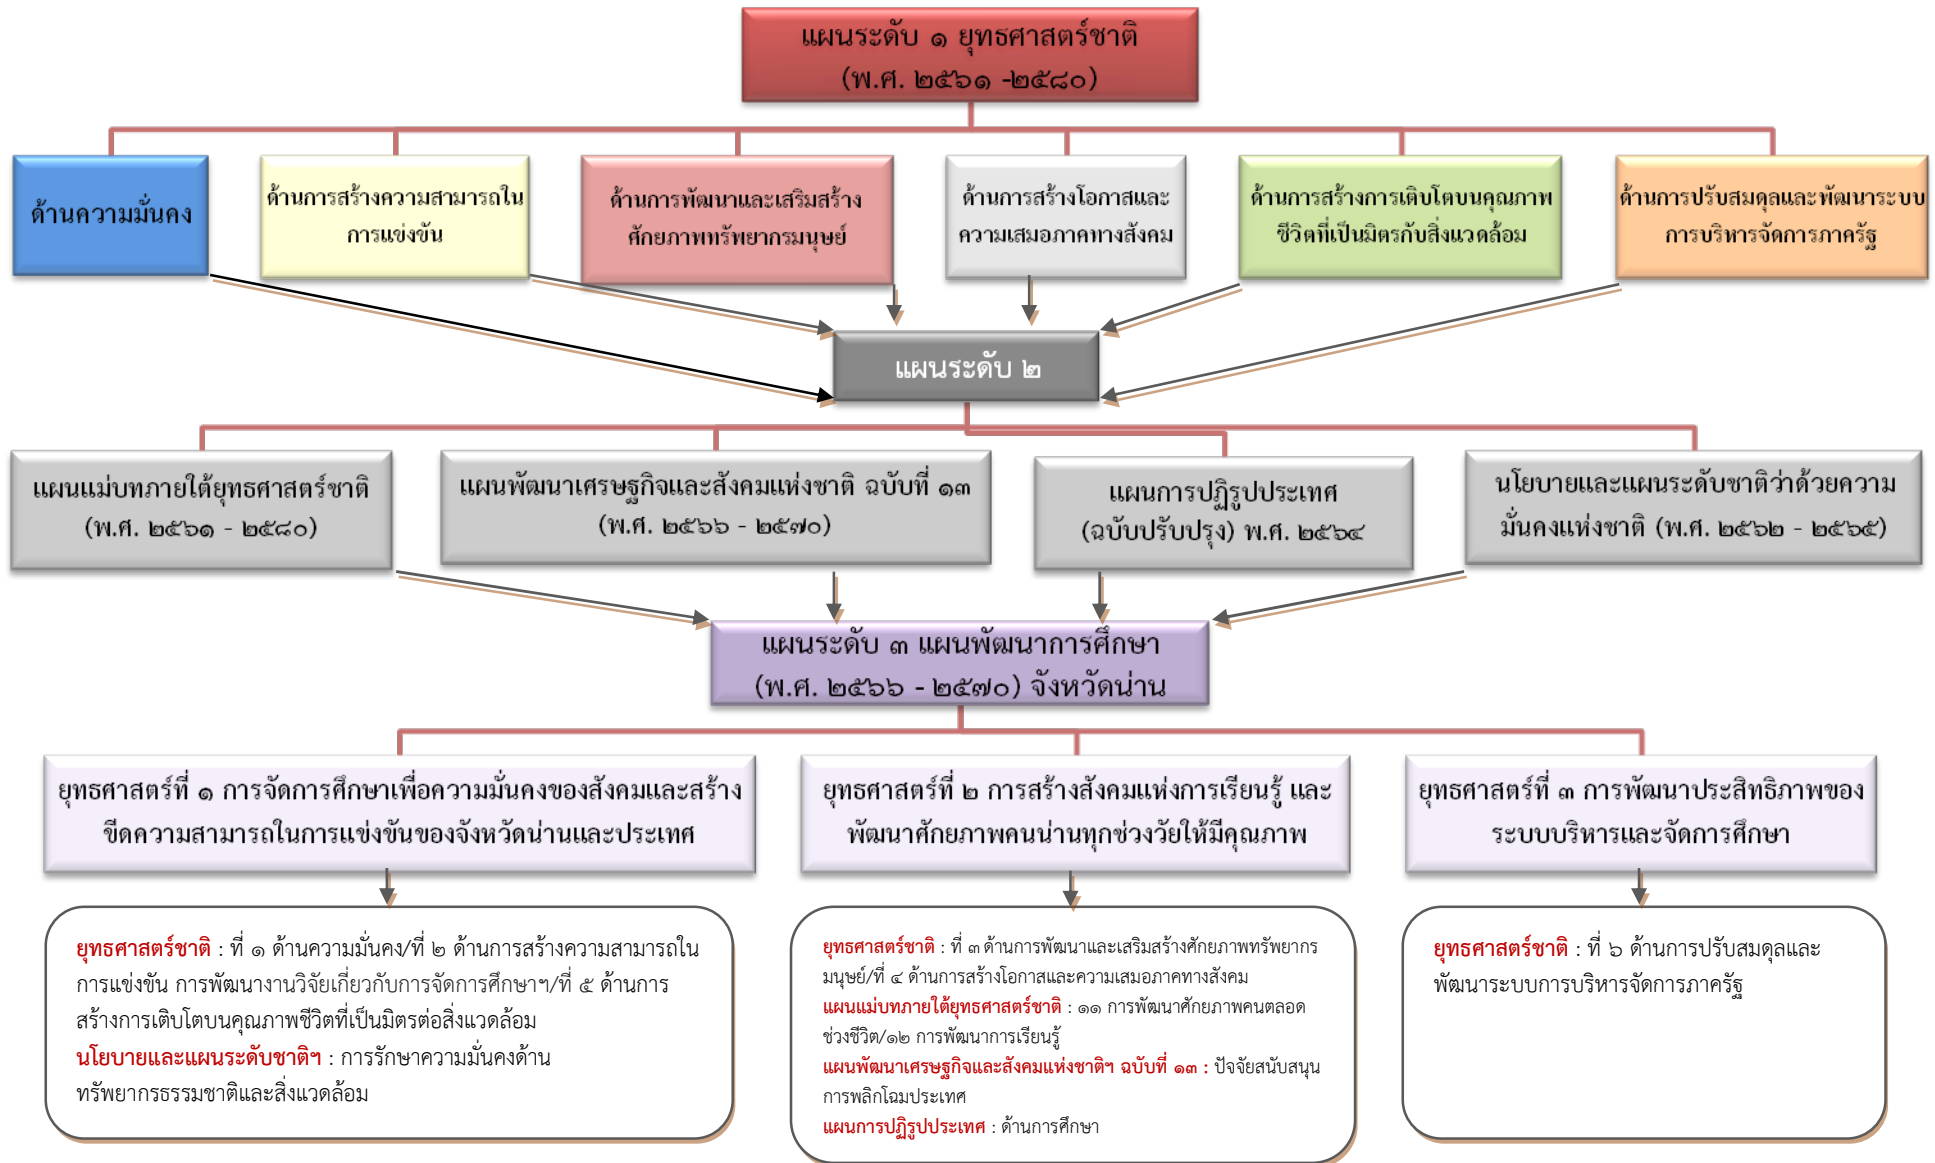 แผนระดับ ๑ ยุทธศาสตร์ชาติ
(พ.ศ. ๒๕๖๑ -๒๕๘๐)
ด้านความมั่นคง
ด้านการสร้างความสามารถใน
การแข่งขัน
ด้านการพัฒนาและเสริมสร้าง
ศักยภาพทรัพยากรมนุษย์
ด้านการสร้างโอกาสและ
ความเสมอภาคทางสังคม
ด้านการสร้างการเติบโตบนคุณภาพ
ชีวิตที่เป็นมิตรกับสิ่งแวดล้อม
ด้านการปรับสมดุลและพัฒนาระบบ
การบริหารจัดการภาครัฐ
แผนระดับ ๒
แผนแม่บทภายใต้ยุทธศาสตร์ชาติ
(พ.ศ. ๒๕๖๑ - ๒๕๘๐)
แผนพัฒนาเศรษฐกิจและสังคมแห่งชาติ ฉบับที่ ๑๓
(พ.ศ. ๒๕๖๖ - ๒๕๗๐)
แผนการปฏิรูปประเทศ
(ฉบับปรับปรุง) พ.ศ. ๒๕๖๔
นโยบายและแผนระดับชาติว่าด้วยความ
มั่นคงแห่งชาติ (พ.ศ. ๒๕๖๒ - ๒๕๖๕)
แผนระดับ ๓ แผนพัฒนาการศึกษา
(พ.ศ. ๒๕๖๖ - ๒๕๗๐) จังหวัดน่าน
ยุทธศาสตร์ที่ ๑ การจัดการศึกษาเพื่อความมั่นคงของสังคมและสร้าง
ขีดความสามารถในการแข่งขันของจังหวัดน่านและประเทศ
ยุทธศาสตร์ที่ ๒ การสร้างสังคมแห่งการเรียนรู้ และ
พัฒนาศักยภาพคนน่านทุกช่วงวัยให้มีคุณภาพ
ยุทธศาสตร์ที่ ๓ การพัฒนาประสิทธิภาพของ
ระบบบริหารและจัดการศึกษา
ยุทธศาสตร์ชาติ : ที่ ๑ ด้านความมั่นคง/ที่ ๒ ด้านการสร้างความสามารถใน
การแข่งขัน การพัฒนางานวิจัยเกี่ยวกับการจัดการศึกษาฯ/ที่ ๕ ด้านการ
สร้างการเติบโตบนคุณภาพชีวิตที่เป็นมิตรต่อสิ่งแวดล้อม
นโยบายและแผนระดับชาติฯ : การรักษาความมั่นคงด้าน
ทรัพยากรธรรมชาติและสิ่งแวดล้อม
ยุทธศาสตร์ชาติ : ที่ ๓ ด้านการพัฒนาและเสริมสร้างศักยภาพทรัพยากร
มนุษย์/ที่ ๔ ด้านการสร้างโอกาสและความเสมอภาคทางสังคม
แผนแม่บทภายใต้ยุทธศาสตร์ชาติ : ๑๑ การพัฒนาศักยภาพคนตลอด
ช่วงชีวิต/๑๒ การพัฒนาการเรียนรู้
แผนพัฒนาเศรษฐกิจและสังคมแห่งชาติฯ ฉบับที่ ๑๓ : ปัจจัยสนับสนุน
การพลิกโฉมประเทศ
แผนการปฏิรูปประเทศ : ด้านการศึกษา
ยุทธศาสตร์ชาติ : ที่ ๖ ด้านการปรับสมดุลและ
พัฒนาระบบการบริหารจัดการภาครัฐ